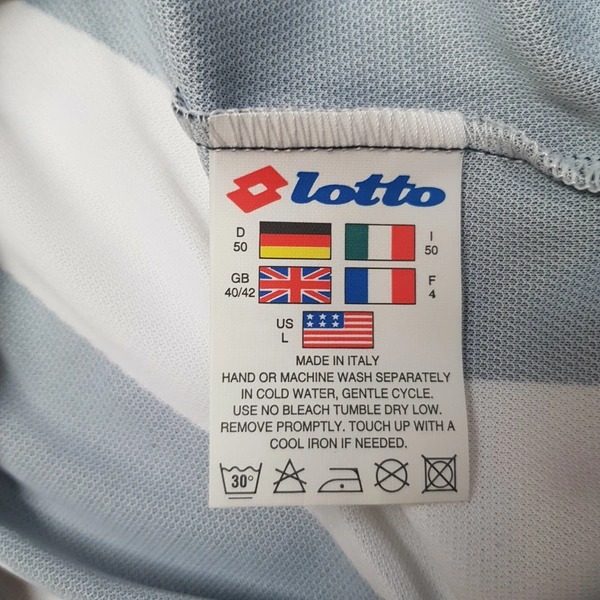 lotto
D
50
I
50
GB
40/42
F
4
US
L
MADE IN ITALY
HAND OR MACHINE WASH SEPARATELY
IN COLD WATER, GENTLE CYCLE.
USE NO BLEACH TUMBLE DRY LOW.
REMOVE PROMPTLY. TOUCH UP WITH A
COOL IRON IF NEEDED.
30°